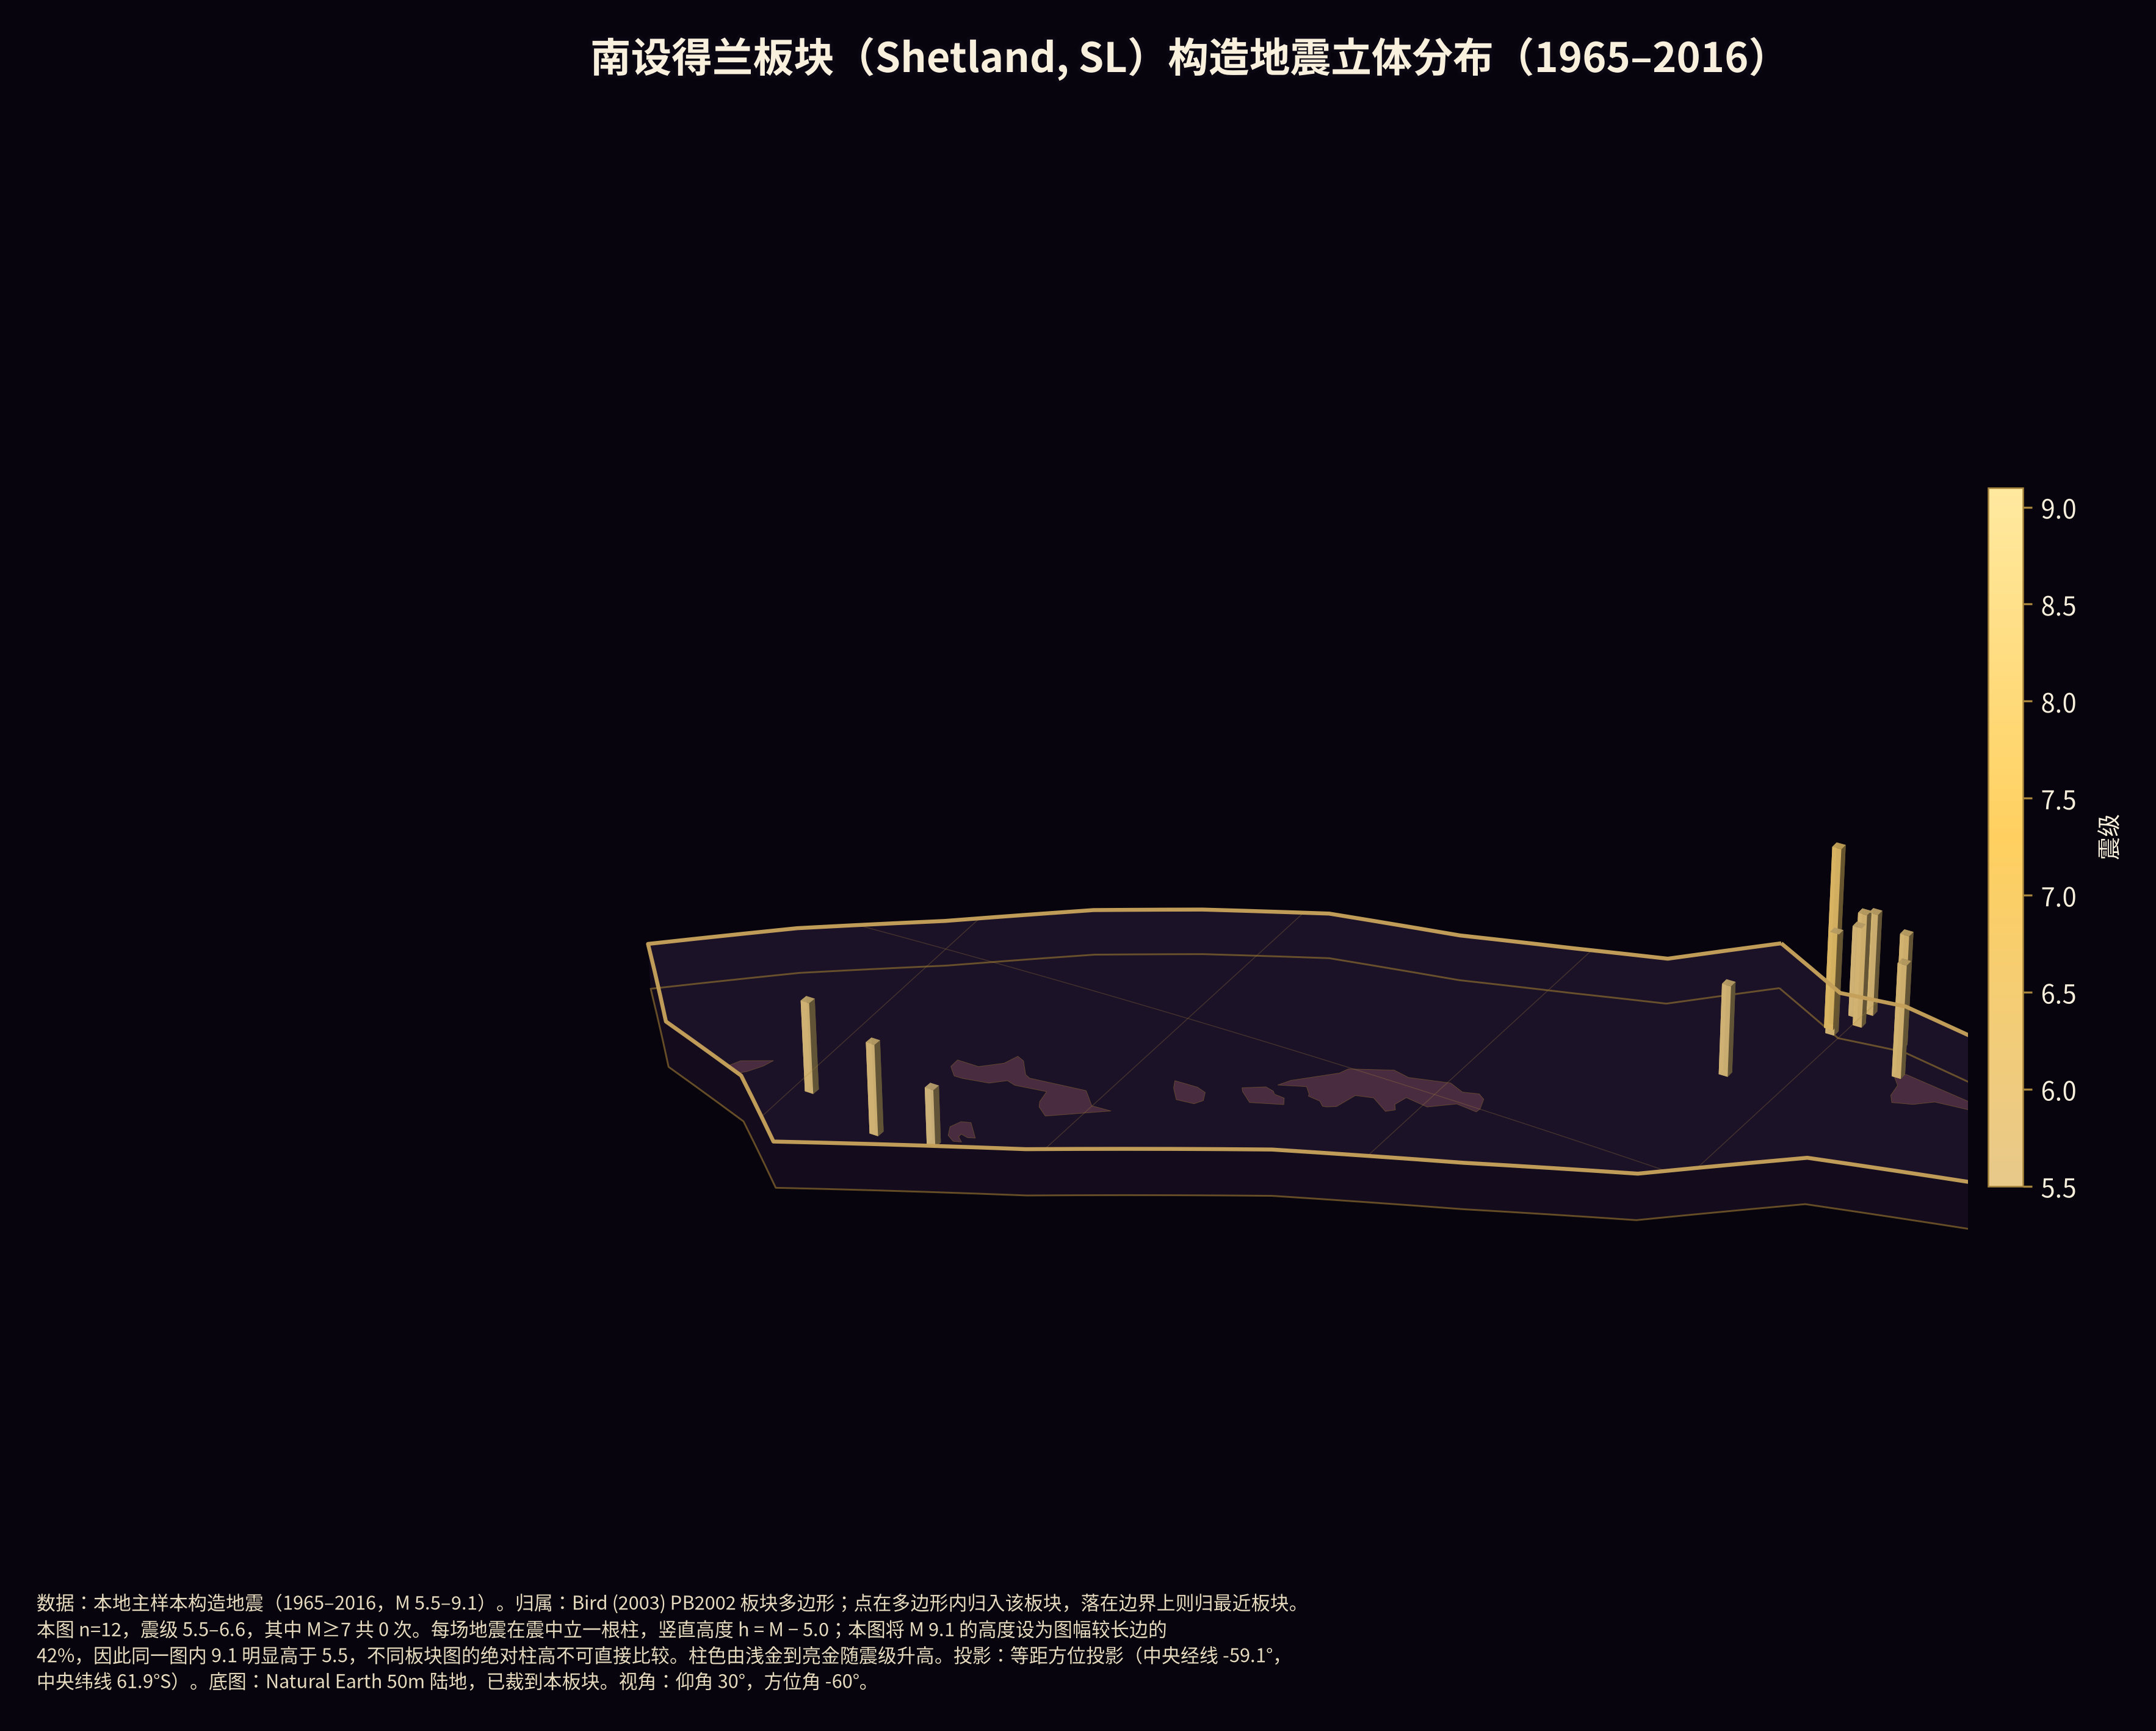 南设得兰板块（Shetland, SL）构造地震立体分布（1965–2016）
9.0
8.5
8.0
7.5
7.0
6.5
6.0
5.5
震级
数据：本地主样本构造地震（1965–2016，M 5.5–9.1）。归属：Bird (2003) PB2002 板块多边形；点在多边形内归入该板块，落在边界上则归最近板块。
本图 n=12，震级 5.5–6.6，其中 M≥7 共 0 次。每场地震在震中立一根柱，竖直高度 h = M − 5.0；本图将 M 9.1 的高度设为图幅较长边的
42%，因此同一图内 9.1 明显高于 5.5，不同板块图的绝对柱高不可直接比较。柱色由浅金到亮金随震级升高。投影：等距方位投影（中央经线 -59.1°，
中央纬线 61.9°S）。底图：Natural Earth 50m 陆地，已裁到本板块。视角：仰角 30°，方位角 -60°。